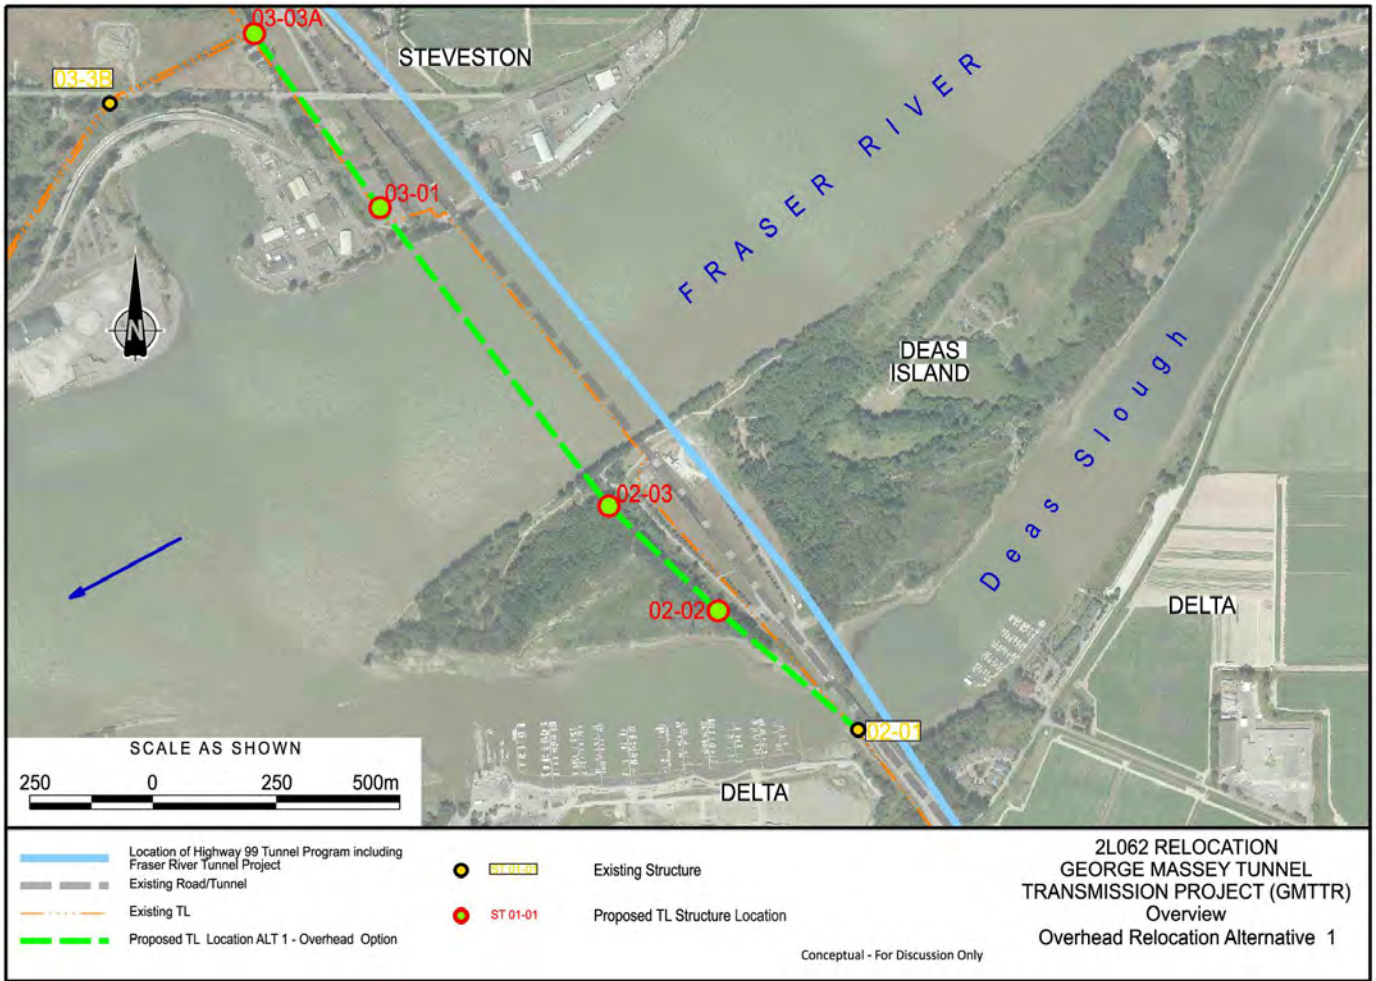 03-03A
STEVESTON
03-3B
03-01
FRASER RIVER
N
DEAS
ISLAND
Deas Slough
02-03
02-02
DELTA
02-01
DELTA
SCALE AS SHOWN
250 0 250 500m
Location of Highway 99 Tunnel Program including
Fraser River Tunnel Project
Existing Road/Tunnel
Existing TL
Proposed TL Location ALT 1 - Overhead Option
ST 01-01 Existing Structure
ST 01-01 Proposed TL Structure Location
Conceptual - For Discussion Only
2L062 RELOCATION
GEORGE MASSEY TUNNEL
TRANSMISSION PROJECT (GMTTR)
Overview
Overhead Relocation Alternative 1